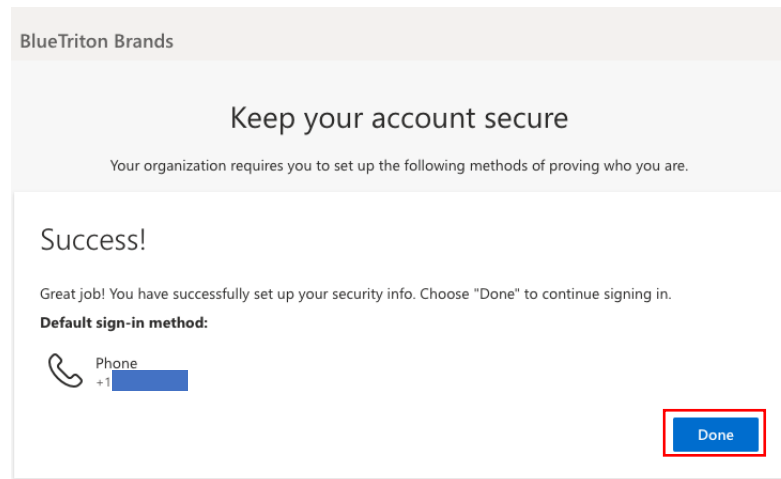 BlueTriton Brands
Keep your account secure
Your organization requires you to set up the following methods of proving who you are.
Success!
Great job! You have successfully set up your security info. Choose "Done" to continue signing in.
Default sign-in method:
Phone
+1
Done